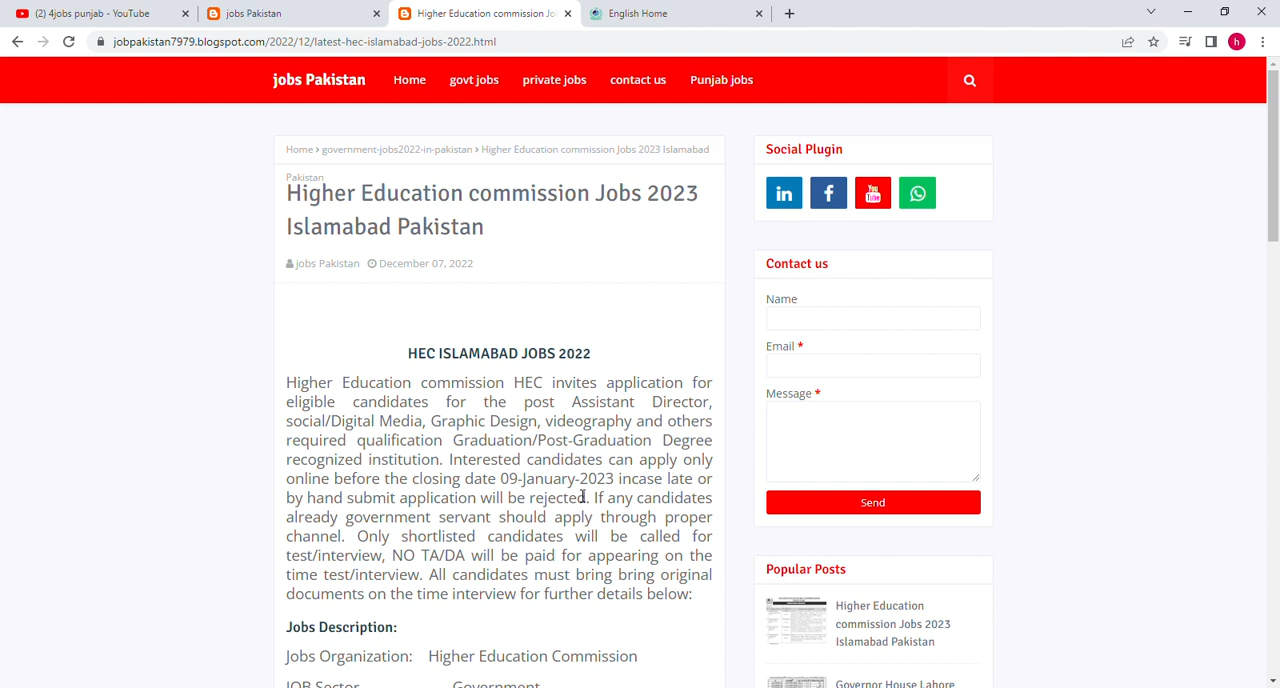 (2) 4jobs punjab - YouTube
jobs Pakistan
Higher Education commission Jo
English Home
jobpakistan7979.blogspot.com/2022/12/latest-hec-islamabad-jobs-2022.html
h
jobs Pakistan
Home
govt jobs
private jobs
contact us
Punjab jobs
Home › government-jobs2022-in-pakistan › Higher Education commission Jobs 2023 Islamabad
Pakistan
Higher Education commission Jobs 2023
Islamabad Pakistan
jobs Pakistan December 07, 2022
HEC ISLAMABAD JOBS 2022
Higher Education commission HEC invites application for
eligible candidates for the post Assistant Director,
social/Digital Media, Graphic Design, videography and others
required qualification Graduation/Post-Graduation Degree
recognized institution. Interested candidates can apply only
online before the closing date 09-January-2023 incase late or
by hand submit application will be rejected. If any candidates
already government servant should apply through proper
channel. Only shortlisted candidates will be called for
test/interview, NO TA/DA will be paid for appearing on the
time test/interview. All candidates must bring bring original
documents on the time interview for further details below:
Jobs Description:
Jobs Organization: Higher Education Commission
JOB Sector Government
Social Plugin
in
f
You Tube
Contact us
Name
Email *
Message *
Send
Popular Posts
Higher Education
commission Jobs 2023
Islamabad Pakistan
Governor House Lahore